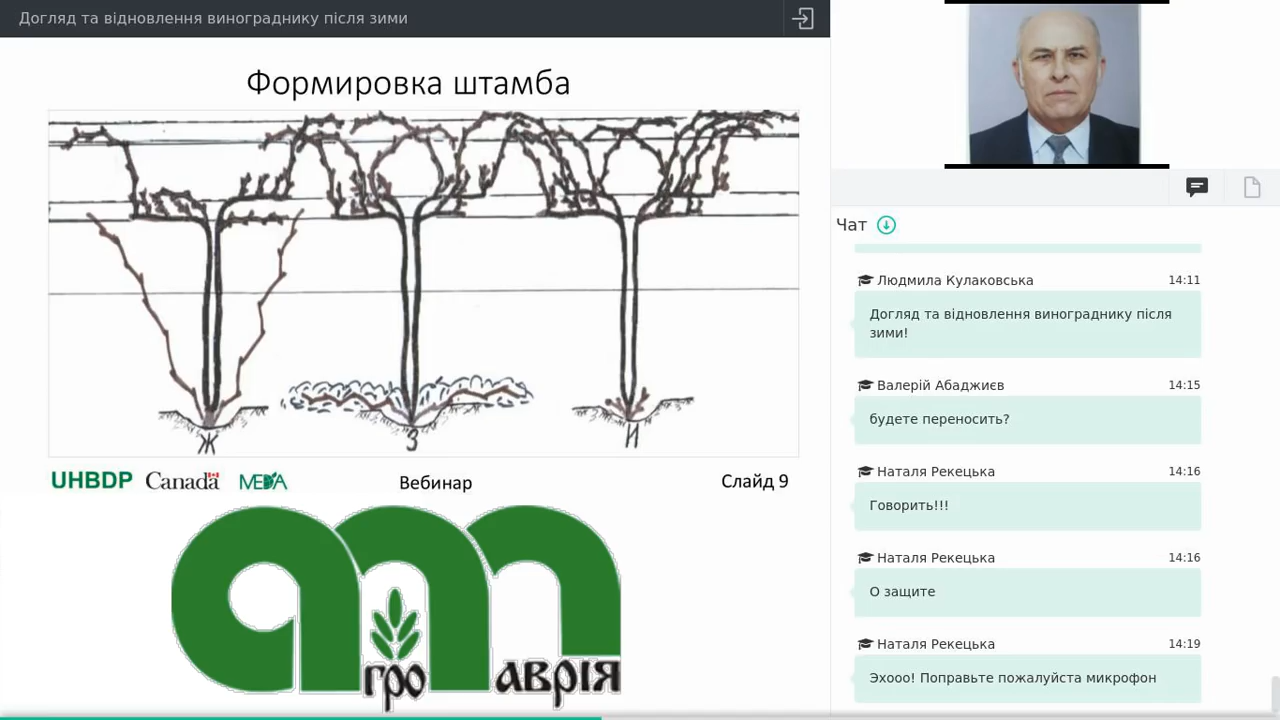 Догляд та відновлення винограднику після зими
Формировка штамба
Ж
З
И
UHBDP
Canada
MEDA
Вебинар
Слайд 9
гро
аврія
Чат
Людмила Кулаковська
14:11
Догляд та відновлення винограднику після
зими!
Валерій Абаджиєв
14:15
будете переносить?
Наталя Рекецька
14:16
Говорить!!!
Наталя Рекецька
14:16
О защите
Наталя Рекецька
14:19
Эхооо! Поправьте пожалуйста микрофон